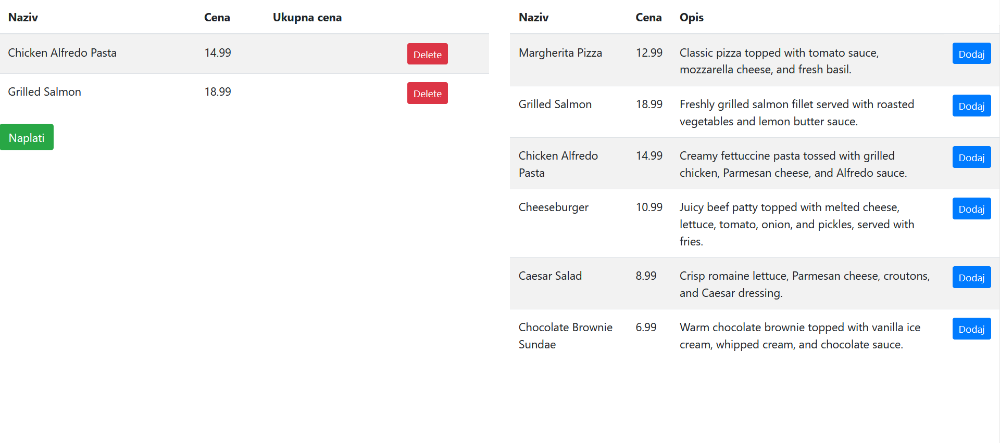 Naziv Cena Ukupna cena
Chicken Alfredo Pasta 14.99 Delete
Grilled Salmon 18.99 Delete
Naplati
Naziv Cena Opis
Margherita Pizza 12.99 Classic pizza topped with tomato sauce, Dodaj
mozzarella cheese, and fresh basil.
Grilled Salmon 18.99 Freshly grilled salmon fillet served with roasted Dodaj
vegetables and lemon butter sauce.
Chicken Alfredo 14.99 Creamy fettuccine pasta tossed with grilled Dodaj
Pasta chicken, Parmesan cheese, and Alfredo sauce.
Cheeseburger 10.99 Juicy beef patty topped with melted cheese, Dodaj
lettuce, tomato, onion, and pickles, served with
fries.
Caesar Salad 8.99 Crisp romaine lettuce, Parmesan cheese, croutons, Dodaj
and Caesar dressing.
Chocolate Brownie 6.99 Warm chocolate brownie topped with vanilla ice Dodaj
Sundae cream, whipped cream, and chocolate sauce.